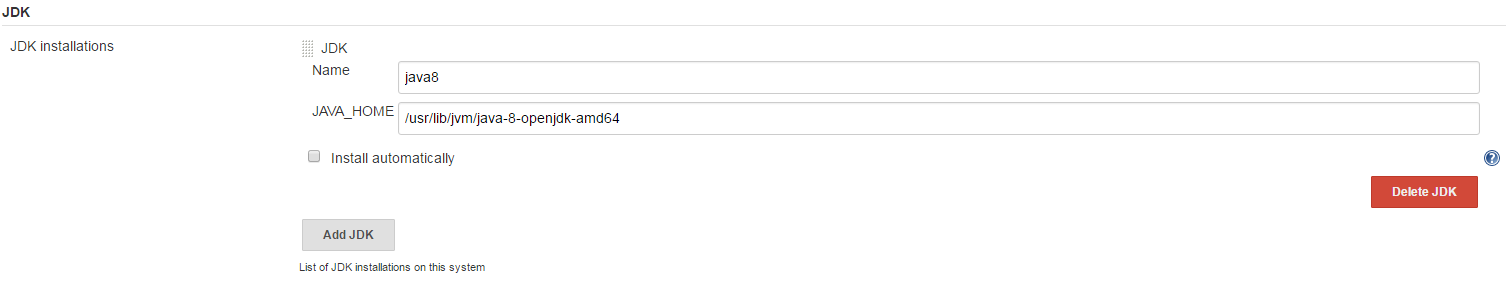 JDK
JDK installations
JDK
Name
java8
JAVA_HOME
/usr/lib/jvm/java-8-openjdk-amd64
Install automatically
?
Delete JDK
Add JDK
List of JDK installations on this system